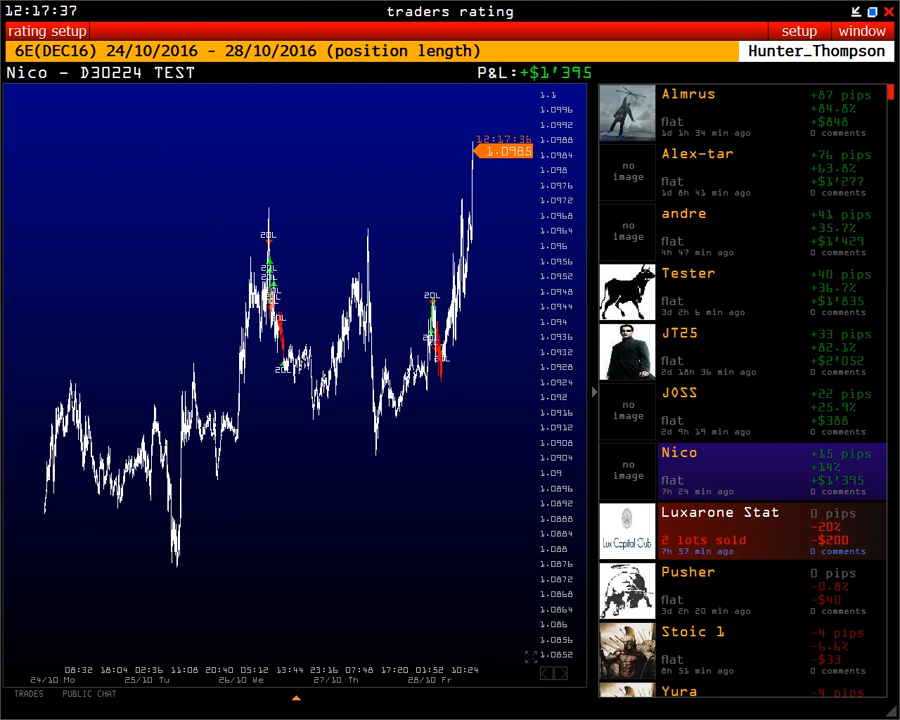 12:17:37
traders rating
rating setup
setup
window
6E(DEC16) 24/10/2016 - 28/10/2016 (position length)
Hunter_Thompson
Nico - D30224 TEST
P&L:+$1'395
1.1
1.0996
1.0992
1.0988
1.0984
1.098
1.0976
1.0972
1.0968
1.0964
1.096
1.0956
1.0952
1.0948
1.0944
1.094
1.0936
1.0932
1.0928
1.0924
1.092
1.0916
1.0912
1.0908
1.0904
1.09
1.0896
1.0892
1.0888
1.0884
1.088
1.0876
1.0872
1.0868
1.0864
1.086
1.0856
1.0852
12:17:36
1.0985
20L
20L
20L
08:32 18:04 02:36 11:08 20:40 05:12 13:44 23:16 07:48 17:20 01:52 10:24
24/10 Mo 25/10 Tu 26/10 We 27/10 Th 28/10 Fr
TRADES
PUBLIC CHAT
Almrus +87 pips
+84.8%
flat +$848
1d 1h 34 min ago 0 comments
no image
Alex-tar +76 pips
+63.8%
flat +$1'277
1d 8h 41 min ago 0 comments
no image
andre +41 pips
+35.7%
flat +$1'429
4h 47 min ago 0 comments
Tester +40 pips
+36.7%
flat +$1'835
3d 2h 6 min ago 0 comments
JT25 +33 pips
+82.1%
flat +$2'052
2d 18h 36 min ago 0 comments
no image
JOSS +22 pips
+25.9%
flat +$388
2d 9h 19 min ago 0 comments
no image
Nico +15 pips
+14%
flat +$1'395
7h 24 min ago 0 comments
Lux Capital Club
Luxarone Stat 0 pips
-20%
2 lots sold -$200
7h 57 min ago 0 comments
Pusher 0 pips
-0.8%
flat -$40
3d 2h 20 min ago 0 comments
Stoic 1 -4 pips
-6.6%
flat -$33
8h 51 min ago 0 comments
Yura -4 pips